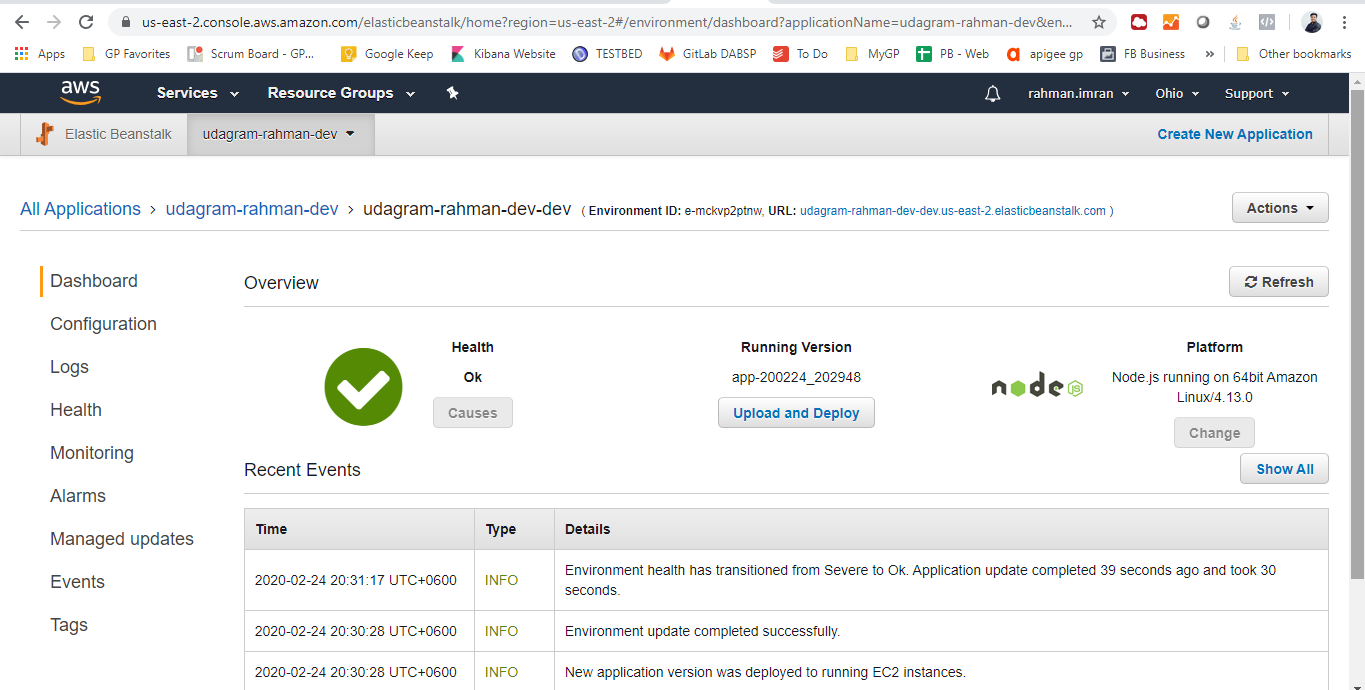 us-east-2.console.aws.amazon.com/elasticbeanstalk/home?region=us-east-2#/environment/dashboard?applicationName=udagram-rahman-dev&en...
Apps GP Favorites Scrum Board - GP... Google Keep Kibana Website TESTBED GitLab DABSP To Do MyGP PB - Web apigee gp FB Business » Other bookmarks
aws Services Resource Groups rahman.imran Ohio Support
Elastic Beanstalk udagram-rahman-dev Create New Application
All Applications > udagram-rahman-dev > udagram-rahman-dev-dev ( Environment ID: e-mckvp2ptnw, URL: udagram-rahman-dev-dev.us-east-2.elasticbeanstalk.com )
Actions
Dashboard
Configuration
Logs
Health
Monitoring
Alarms
Managed updates
Events
Tags
Overview
Refresh
Health
Ok
Causes
Running Version
app-200224_202948
Upload and Deploy
node js
Platform
Node.js running on 64bit Amazon
Linux/4.13.0
Change
Recent Events
Show All
Time Type Details
2020-02-24 20:31:17 UTC+0600 INFO Environment health has transitioned from Severe to Ok. Application update completed 39 seconds ago and took 30
seconds.
2020-02-24 20:30:28 UTC+0600 INFO Environment update completed successfully.
2020-02-24 20:30:28 UTC+0600 INFO New application version was deployed to running EC2 instances.